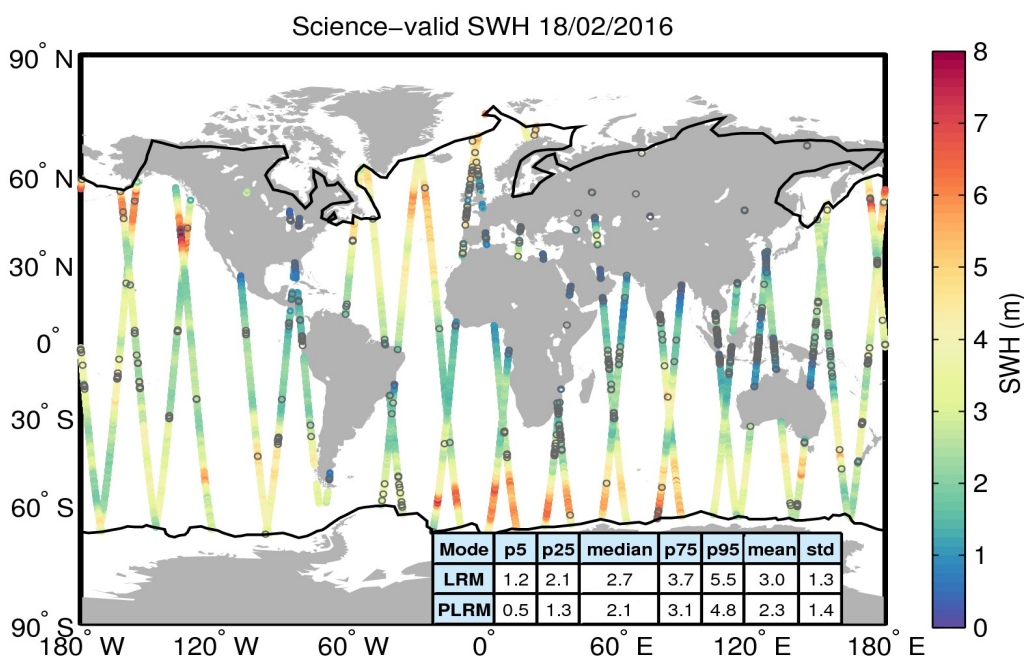 Science−valid SWH 18/02/2016
90° N
60° N
30° N
0°
30° S
60° S
90° S
180° W
120° W
60° W
0°
60° E
120° E
180° E
Mode p5 p25 median p75 p95 mean std
LRM 1.2 2.1 2.7 3.7 5.5 3.0 1.3
PLRM 0.5 1.3 2.1 3.1 4.8 2.3 1.4
8
7
6
5
4
3
2
1
0
SWH (m)